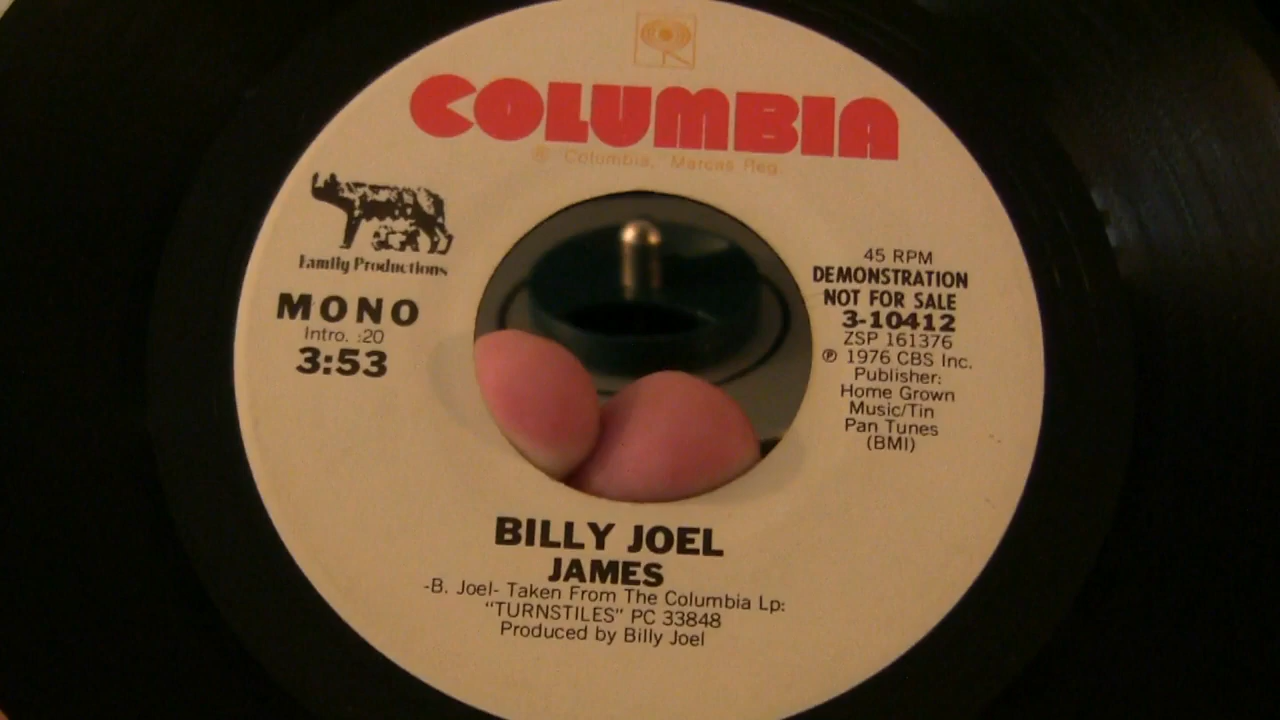 COLUMBIA
® Columbia, Marcas Reg.
Family Productions
MONO
Intro. :20
3:53
45 RPM
DEMONSTRATION
NOT FOR SALE
3-10412
ZSP 161376
℗ 1976 CBS Inc.
Publisher:
Home Grown
Music/Tin
Pan Tunes
(BMI)
BILLY JOEL
JAMES
-B. Joel- Taken From The Columbia Lp:
"TURNSTILES" PC 33848
Produced by Billy Joel